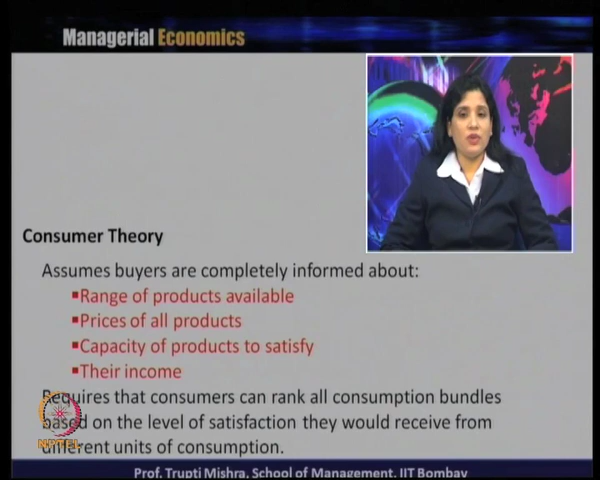 Managerial Economics
Consumer Theory
Assumes buyers are completely informed about:
▪Range of products available
▪Prices of all products
▪Capacity of products to satisfy
▪Their income
Requires that consumers can rank all consumption bundles
based on the level of satisfaction they would receive from
different units of consumption.
NPTEL
Prof. Trupti Mishra, School of Management, IIT Bombay